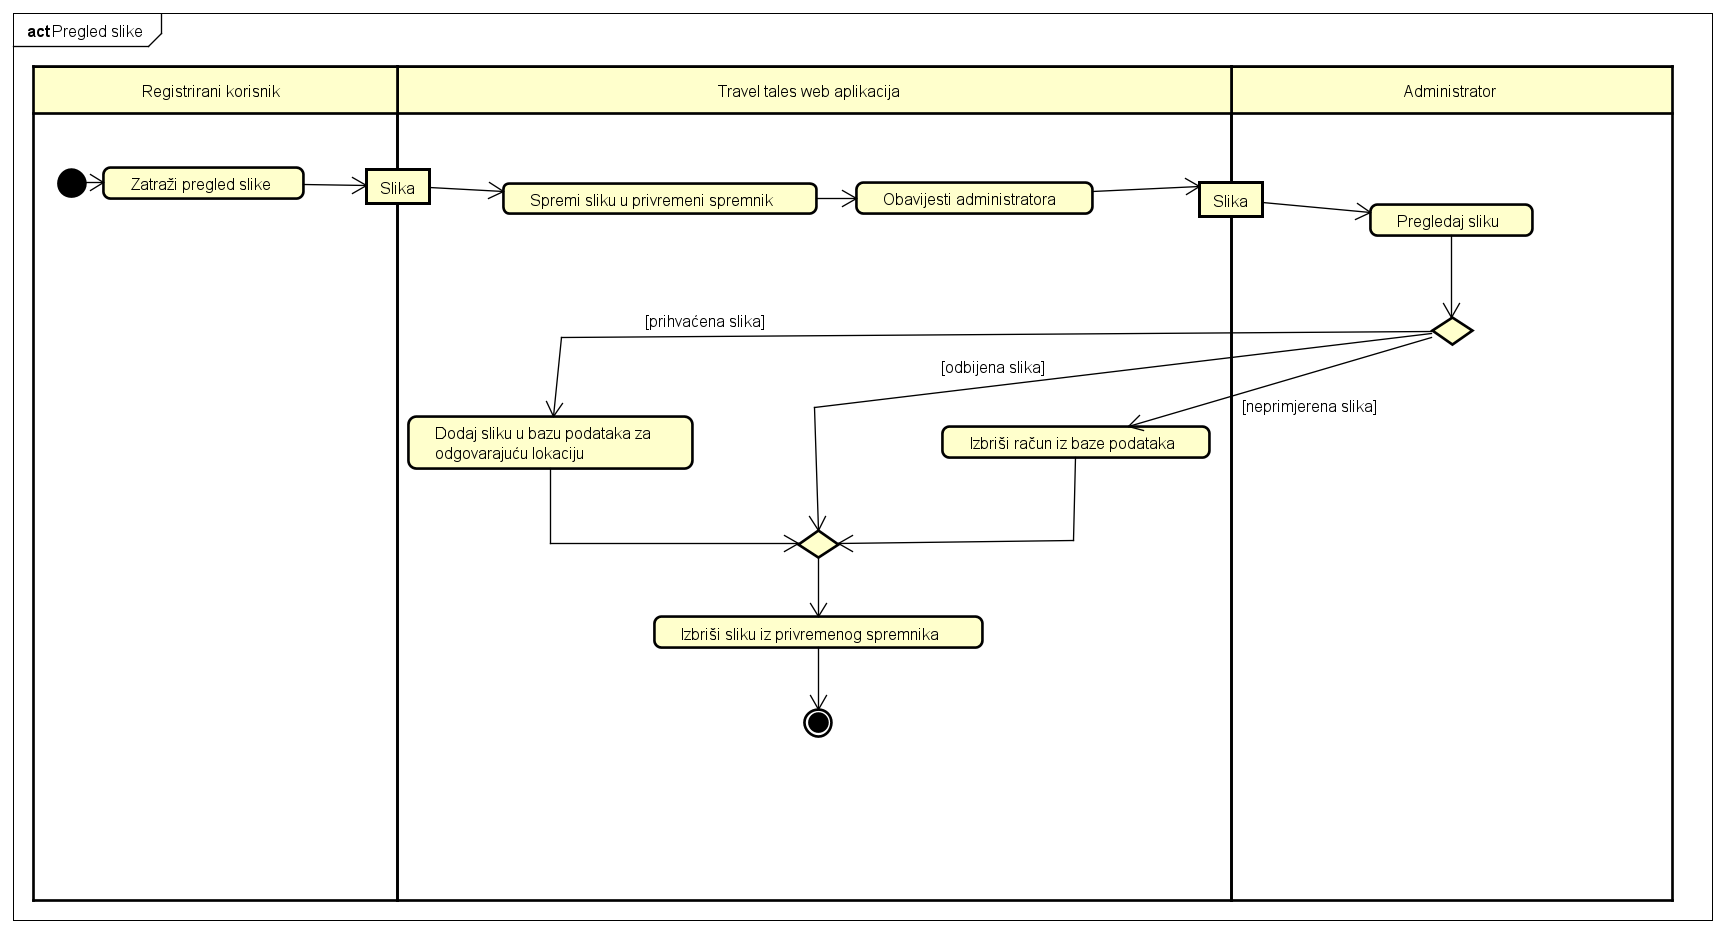 act Pregled slike
Registrirani korisnik
Travel tales web aplikacija
Administrator
Zatraži pregled slike
Slika
Spremi sliku u privremeni spremnik
Obavijesti administratora
Slika
Pregledaj sliku
[prihvaćena slika]
[odbijena slika]
[neprimjerena slika]
Dodaj sliku u bazu podataka za
odgovarajuću lokaciju
Izbriši račun iz baze podataka
Izbriši sliku iz privremenog spremnika